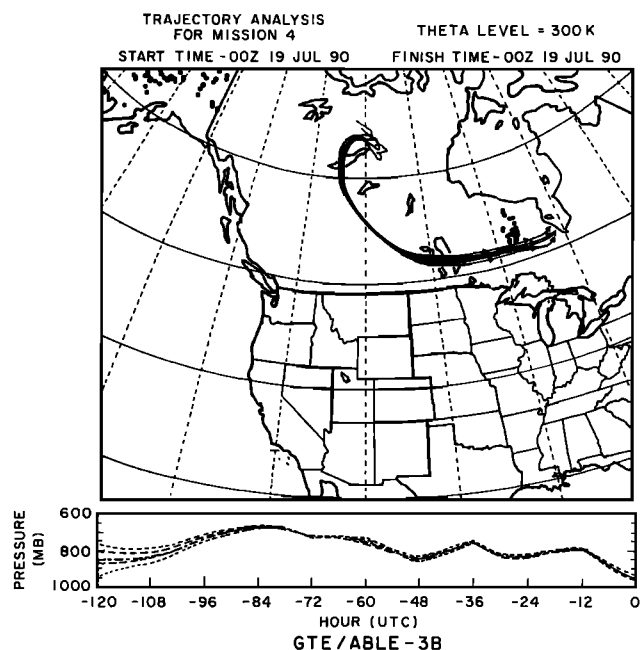 TRAJECTORY ANALYSIS
FOR MISSION 4
THETA LEVEL = 300 K
START TIME - 00Z 19 JUL 90
FINISH TIME - 00Z 19 JUL 90
600
800
1000
PRESSURE
(MB)
-120 -108 -96 -84 -72 -60 -48 -36 -24 -12 0
HOUR (UTC)
GTE/ABLE-3B